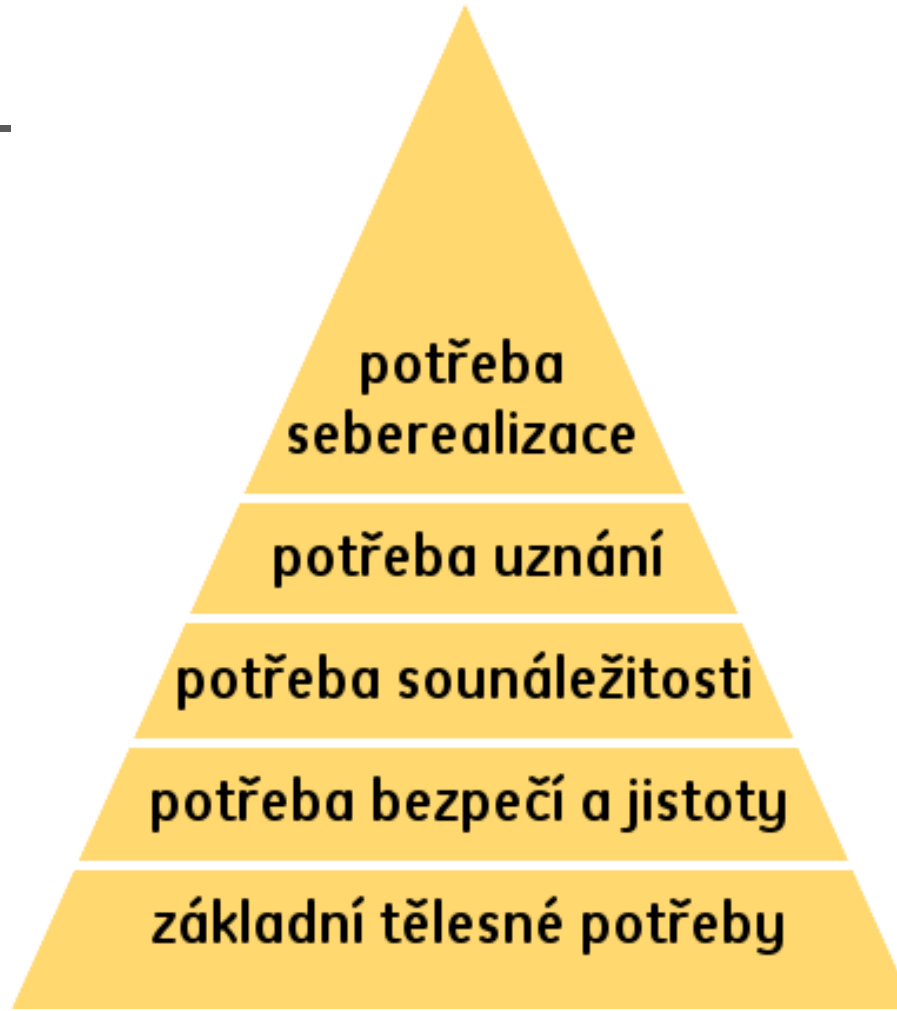 potřeba
seberealizace
potřeba uznání
potřeba sounáležitosti
potřeba bezpečí a jistoty
základní tělesné potřeby